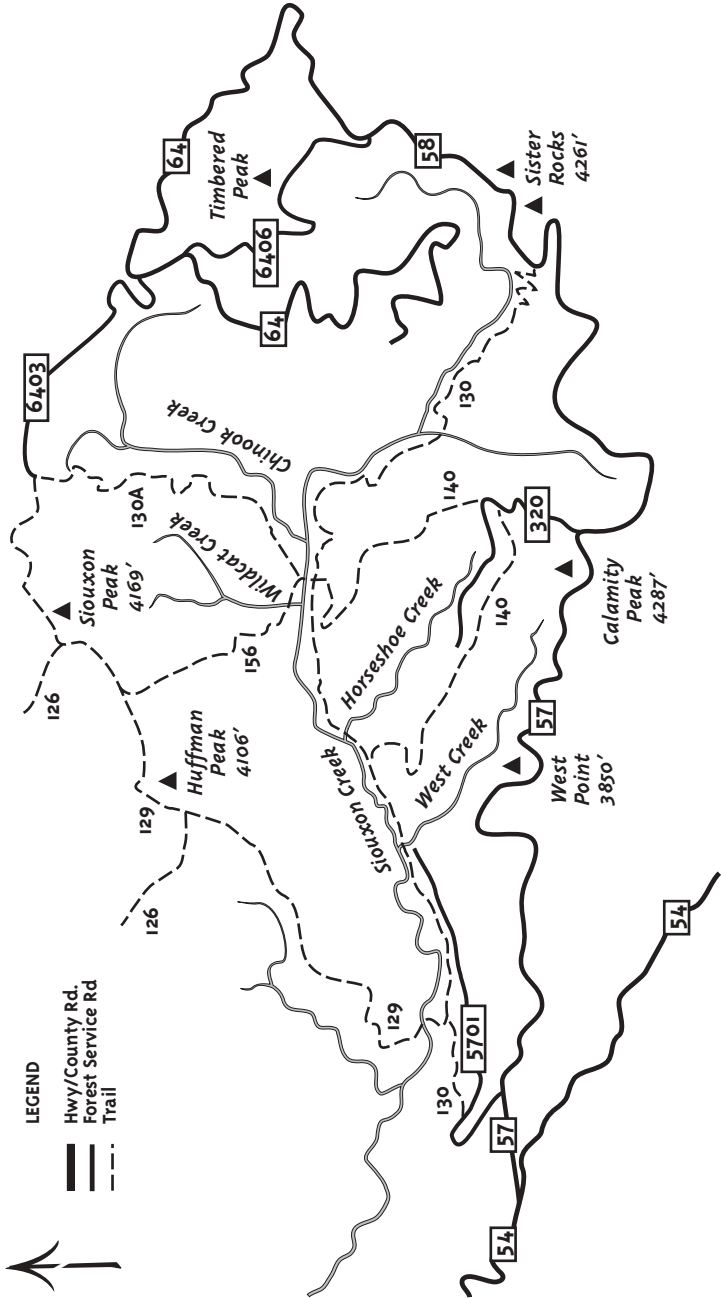 LEGEND
Hwy/County Rd.
Forest Service Rd
Trail
6403
126
Siouxon
Peak
4169'
130A
129
126
Huffman
Peak
4106'
64
Timbered
Peak
Wildcat Creek
Chinook Creek
156
6406
64
Siouxon Creek
Horseshoe Creek
129
58
West Creek
140
130
130
140
5701
Sister
Rocks
4261'
320
57
57
54
West
Point
3850'
Calamity
Peak
4287'
54